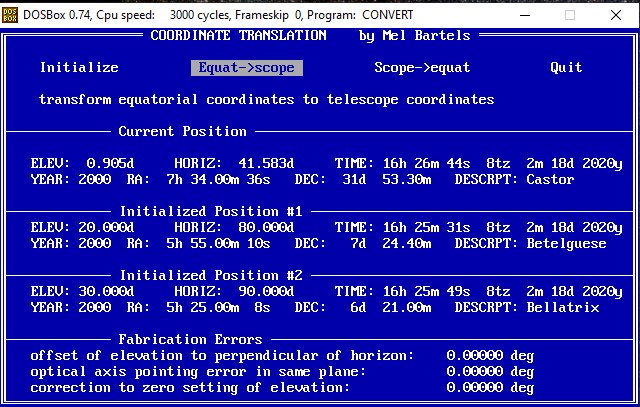 DOS BOX DOSBox 0.74, Cpu speed: 3000 cycles, Frameskip 0, Program: CONVERT
COORDINATE TRANSLATION by Mel Bartels
Initialize Equat->scope Scope->equat Quit
transform equatorial coordinates to telescope coordinates
Current Position
ELEV: 0.905d HORIZ: 41.583d TIME: 16h 26m 44s 8tz 2m 18d 2020y
YEAR: 2000 RA: 7h 34.00m 36s DEC: 31d 53.30m DESCRPT: Castor
Initialized Position #1
ELEV: 20.000d HORIZ: 80.000d TIME: 16h 25m 31s 8tz 2m 18d 2020y
YEAR: 2000 RA: 5h 55.00m 10s DEC: 7d 24.40m DESCRPT: Betelguese
Initialized Position #2
ELEV: 30.000d HORIZ: 90.000d TIME: 16h 25m 49s 8tz 2m 18d 2020y
YEAR: 2000 RA: 5h 25.00m 8s DEC: 6d 21.00m DESCRPT: Bellatrix
Fabrication Errors
offset of elevation to perpendicular of horizon: 0.00000 deg
optical axis pointing error in same plane: 0.00000 deg
correction to zero setting of elevation: 0.00000 deg